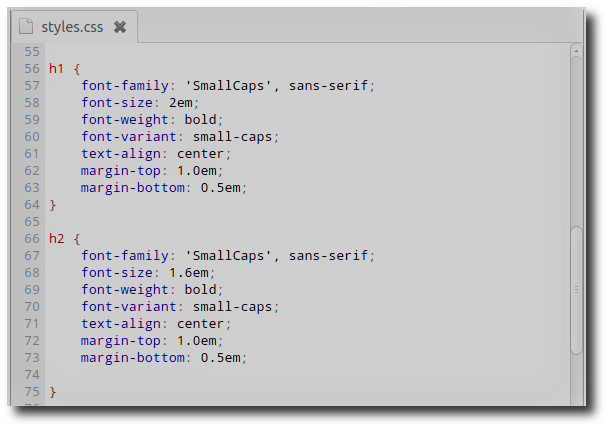 styles.css
55
56 h1 {
57     font-family: 'SmallCaps', sans-serif;
58     font-size: 2em;
59     font-weight: bold;
60     font-variant: small-caps;
61     text-align: center;
62     margin-top: 1.0em;
63     margin-bottom: 0.5em;
64 }
65
66 h2 {
67     font-family: 'SmallCaps', sans-serif;
68     font-size: 1.6em;
69     font-weight: bold;
70     font-variant: small-caps;
71     text-align: center;
72     margin-top: 1.0em;
73     margin-bottom: 0.5em;
74
75 }